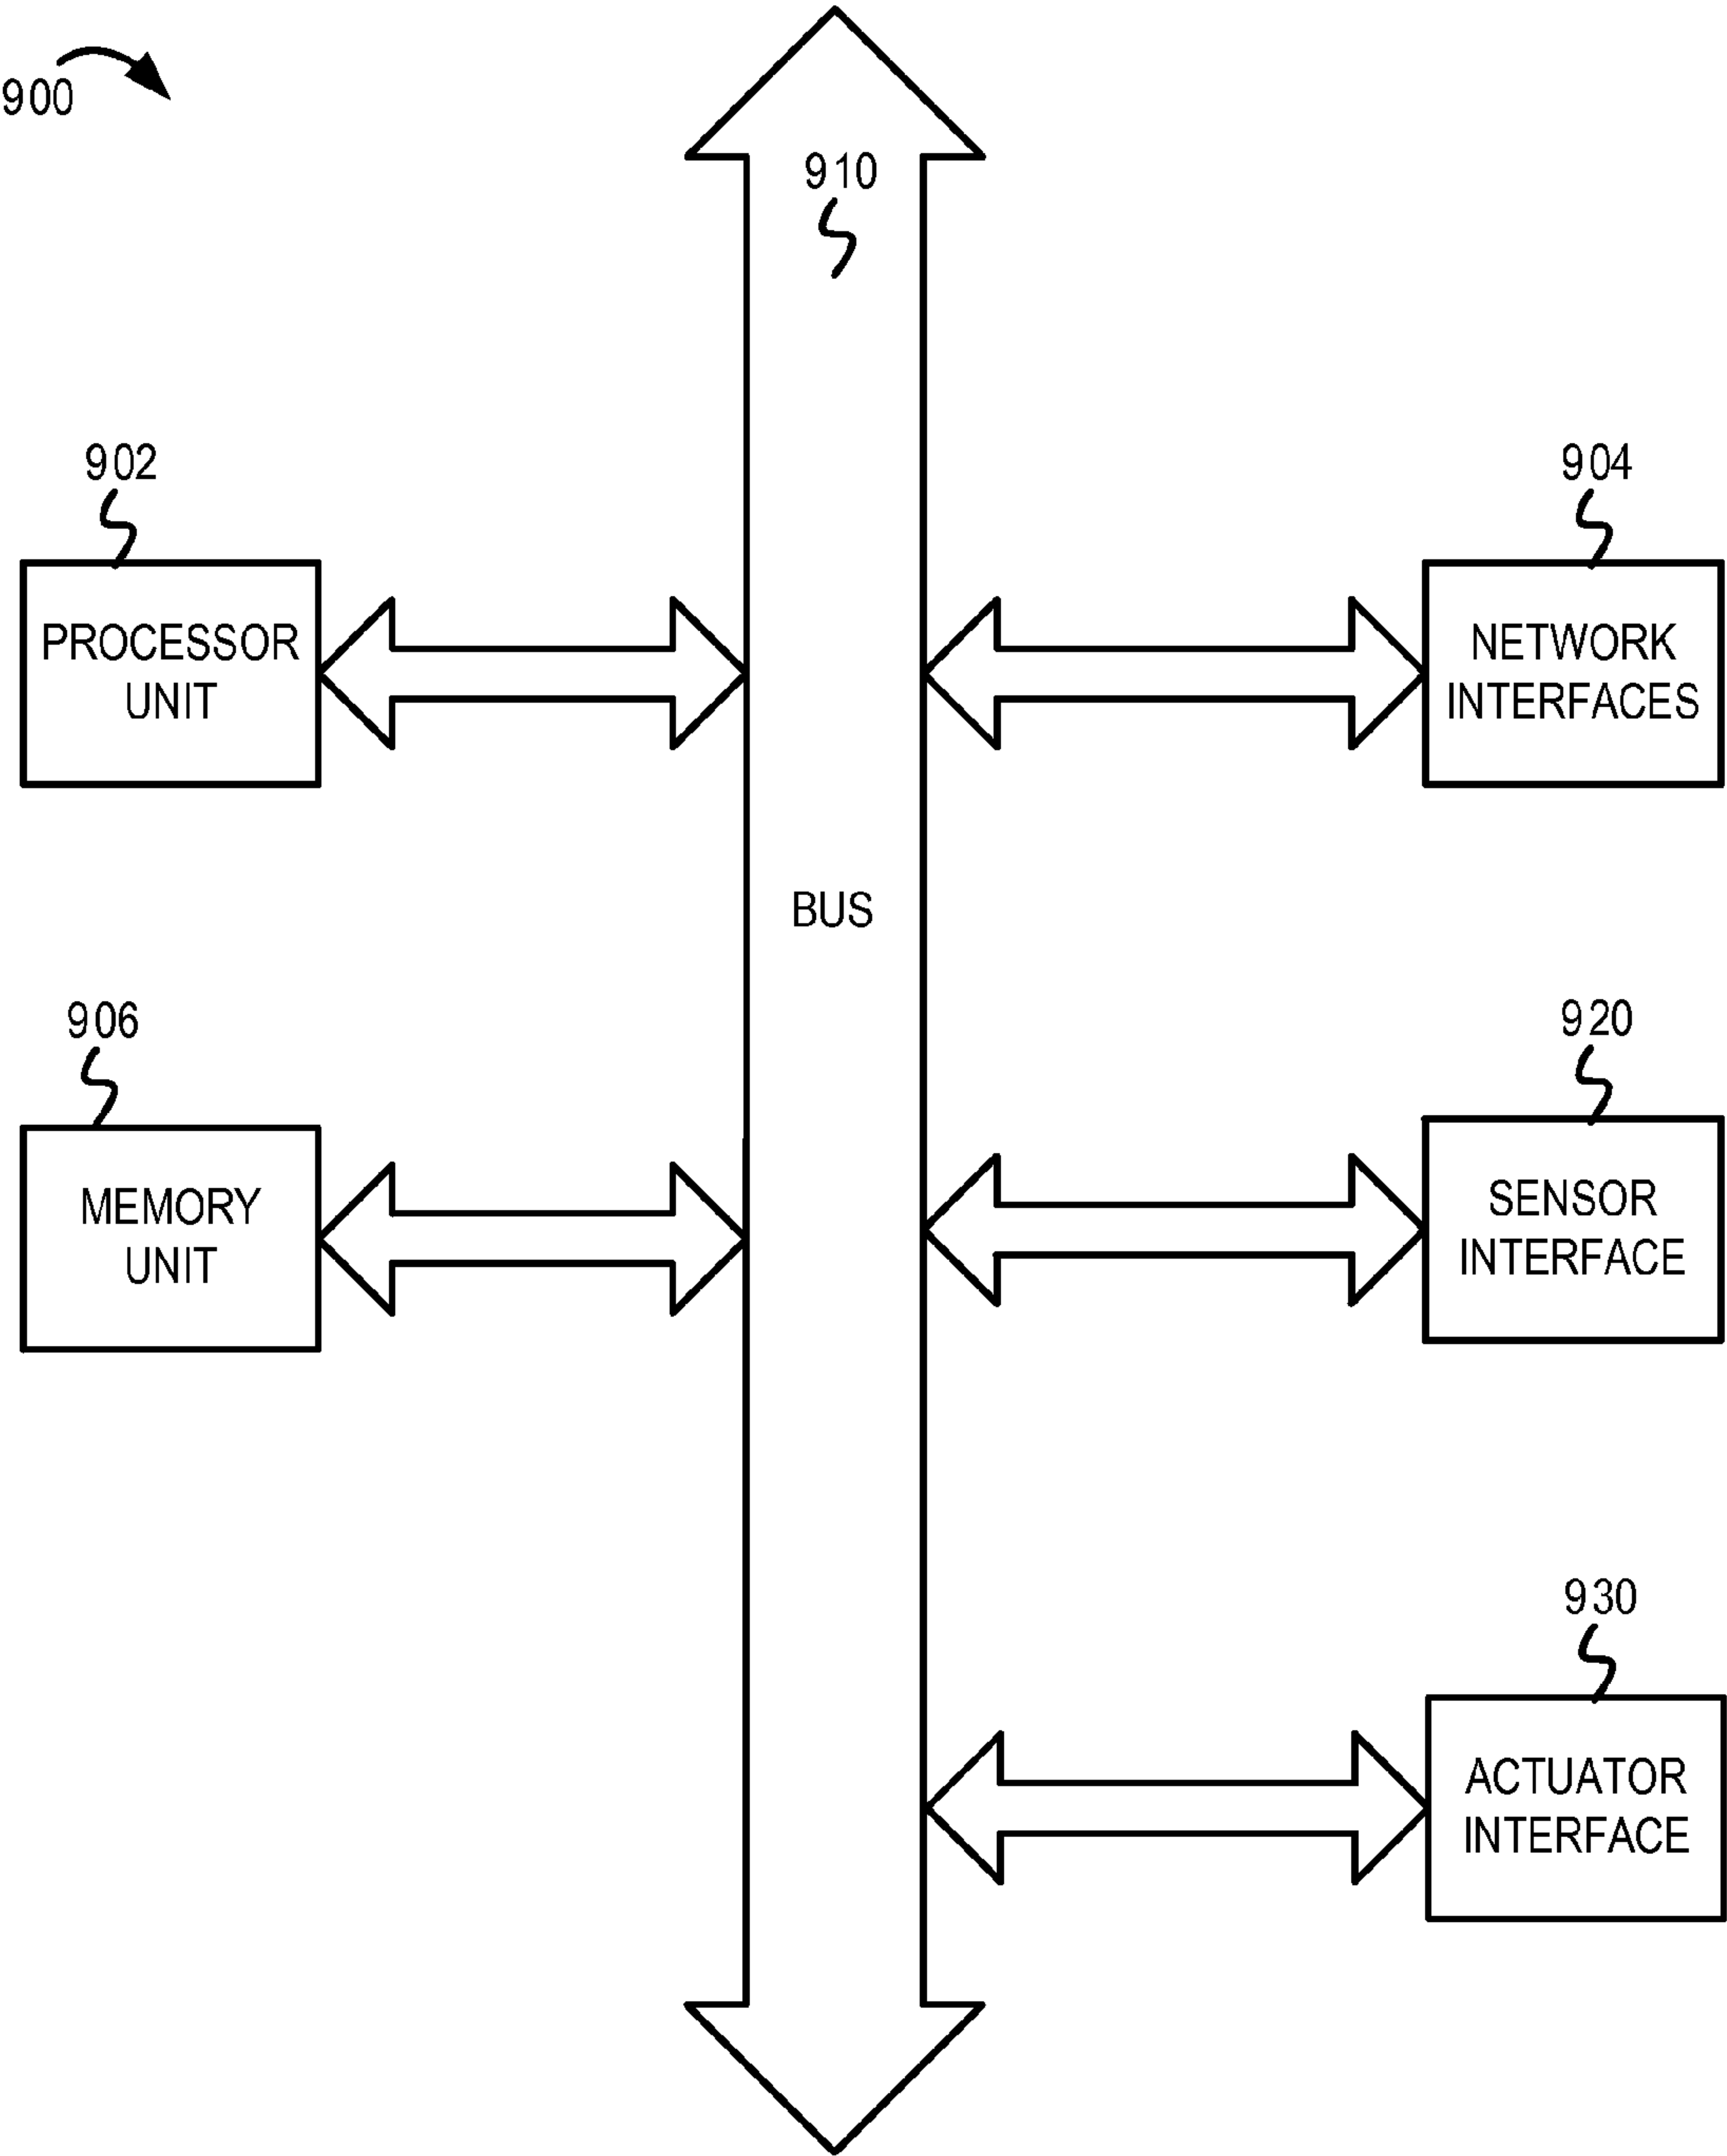 900
910
902
PROCESSOR
UNIT
904
NETWORK
INTERFACES
BUS
906
MEMORY
UNIT
920
SENSOR
INTERFACE
930
ACTUATOR
INTERFACE